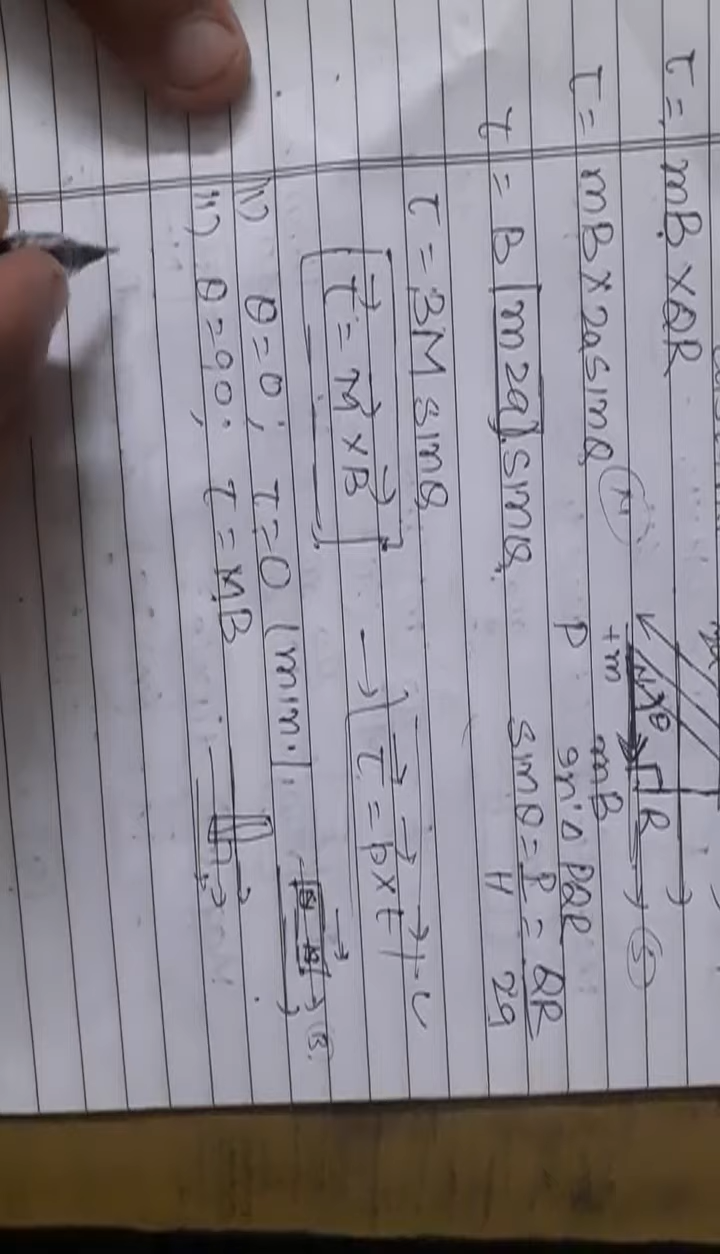 τ = mB × QR
R
τ = mB × 2a sinθ
+m
mB
S
P
in Δ PQR
τ = B (m2a) sinθ
sinθ = P/H = QR/2a
τ = BM sinθ
τ⃗ = M⃗ × B⃗ → τ⃗ = p⃗ × E⃗
i) θ = 0; τ = 0 (min.)
B.
ii) θ = 90; τ = MB